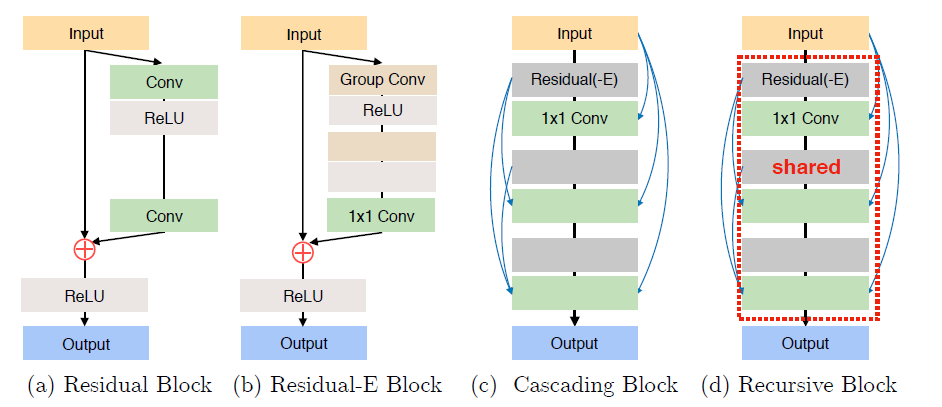 Input
Conv
ReLU
Conv
ReLU
Output
(a) Residual Block
Input
Group Conv
ReLU
1x1 Conv
ReLU
Output
(b) Residual-E Block
Input
Residual(-E)
1x1 Conv
Output
(c) Cascading Block
Input
Residual(-E)
1x1 Conv
shared
Output
(d) Recursive Block